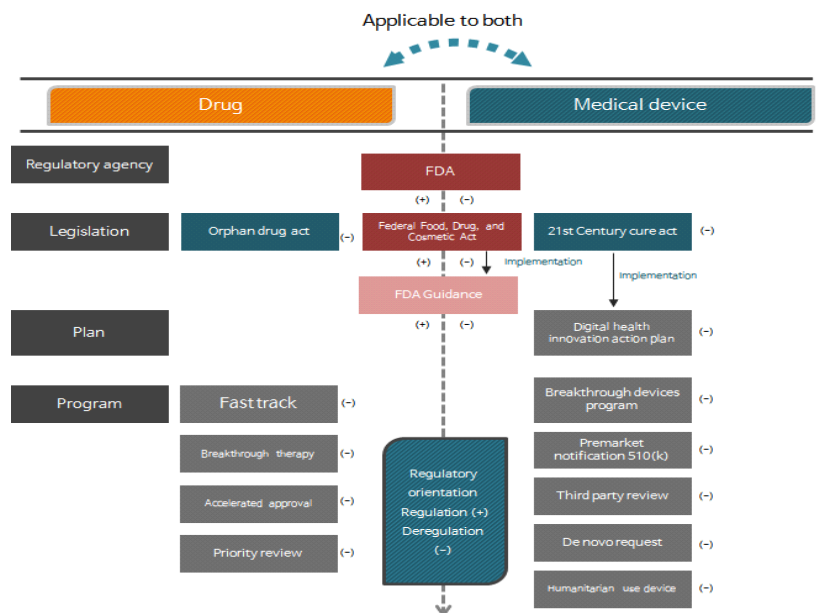 Applicable to both
Drug
Medical device
Regulatory agency
FDA
(+) (-)
Legislation
Orphan drug act
(-)
Federal Food, Drug, and
Cosmetic Act
21st Century cure act
(-)
(+) (-)
Implementation
Implementation
FDA Guidance
(+) (-)
Plan
Digital health
innovation action plan
(-)
Program
Fast track
(-)
Breakthrough devices
program
(-)
Breakthrough therapy
(-)
Premarket
notification 510(k)
(-)
Regulatory
orientation
Regulation (+)
Deregulation
(-)
Accelerated approval
(-)
Third party review
(-)
Priority review
(-)
De novo request
(-)
Humanitarian use device
(-)